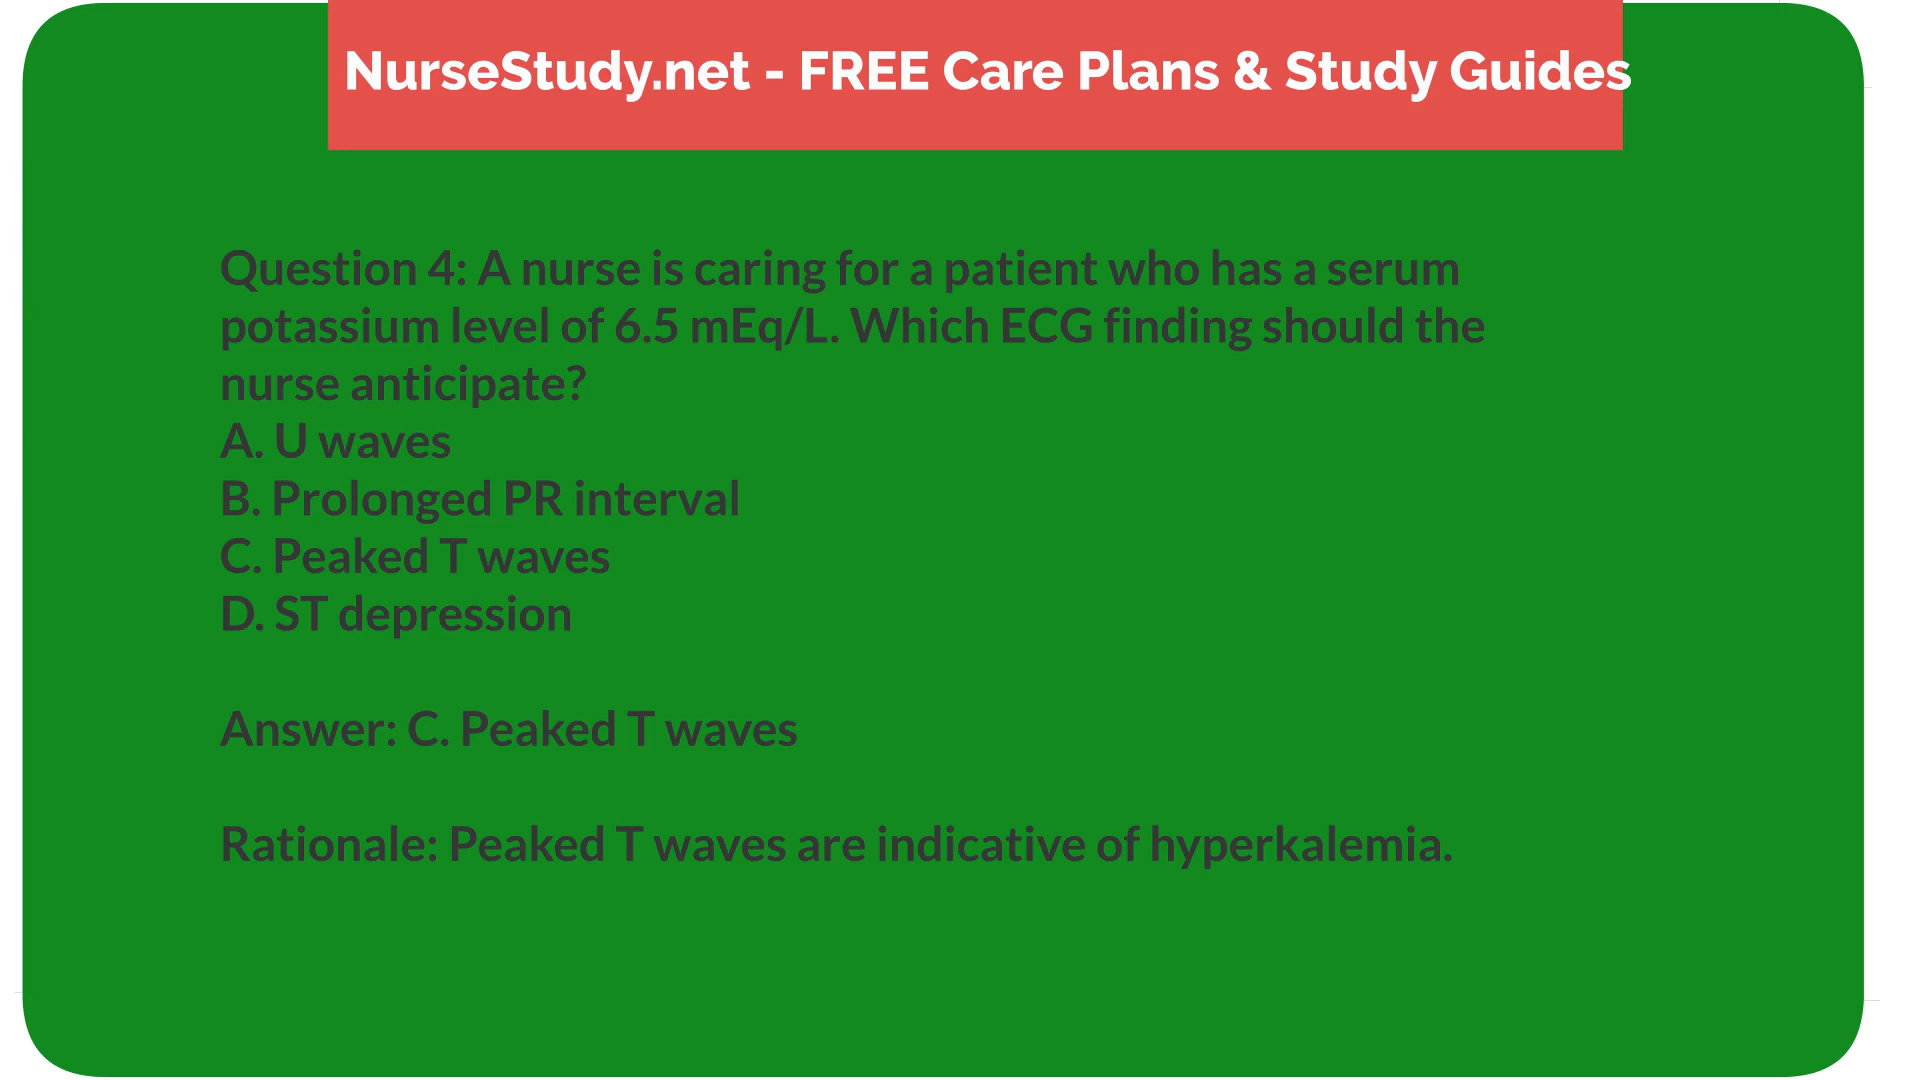 NurseStudy.net - FREE Care Plans & Study Guides
Question 4: A nurse is caring for a patient who has a serum
potassium level of 6.5 mEq/L. Which ECG finding should the
nurse anticipate?
A. U waves
B. Prolonged PR interval
C. Peaked T waves
D. ST depression
Answer: C. Peaked T waves
Rationale: Peaked T waves are indicative of hyperkalemia.